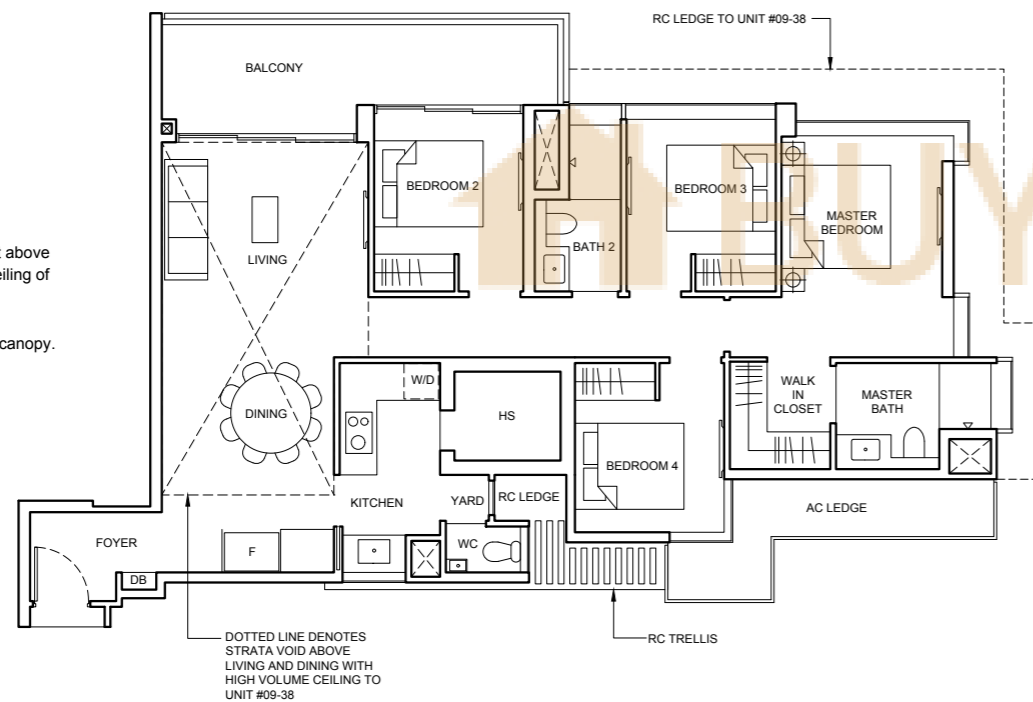 RC LEDGE TO UNIT #09-38
BALCONY
above
eiling of
canopy.
BEDROOM 2
BEDROOM 3
MASTER
BEDROOM
BUY
LIVING
BATH 2
W/D
HS
WALK
IN
CLOSET
MASTER
BATH
DINING
BEDROOM 4
KITCHEN
YARD
RC LEDGE
AC LEDGE
FOYER
F
WC
DB
DOTTED LINE DENOTES
STRATA VOID ABOVE
LIVING AND DINING WITH
HIGH VOLUME CEILING TO
UNIT #09-38
RC TRELLIS